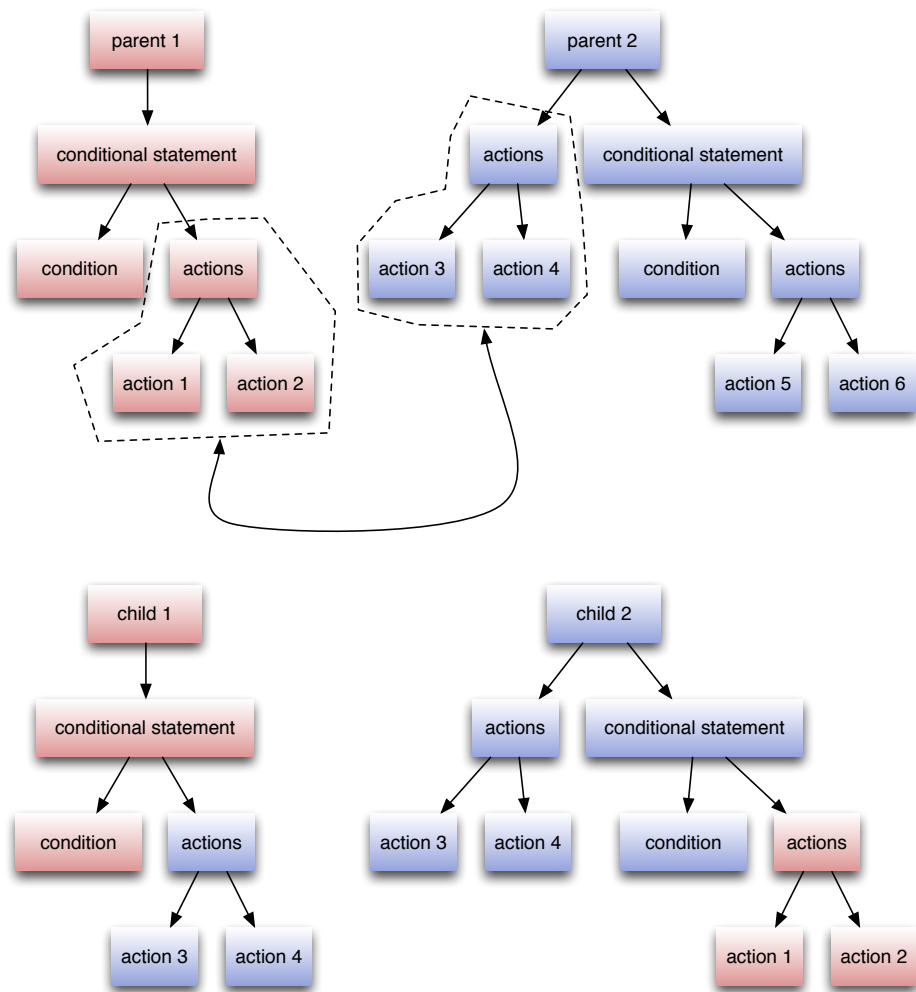 parent 1
parent 2
conditional statement
actions
conditional statement
condition
actions
action 3
action 4
condition
actions
action 1
action 2
action 5
action 6
child 1
child 2
conditional statement
actions
conditional statement
condition
actions
action 3
action 4
condition
actions
action 3
action 4
action 1
action 2